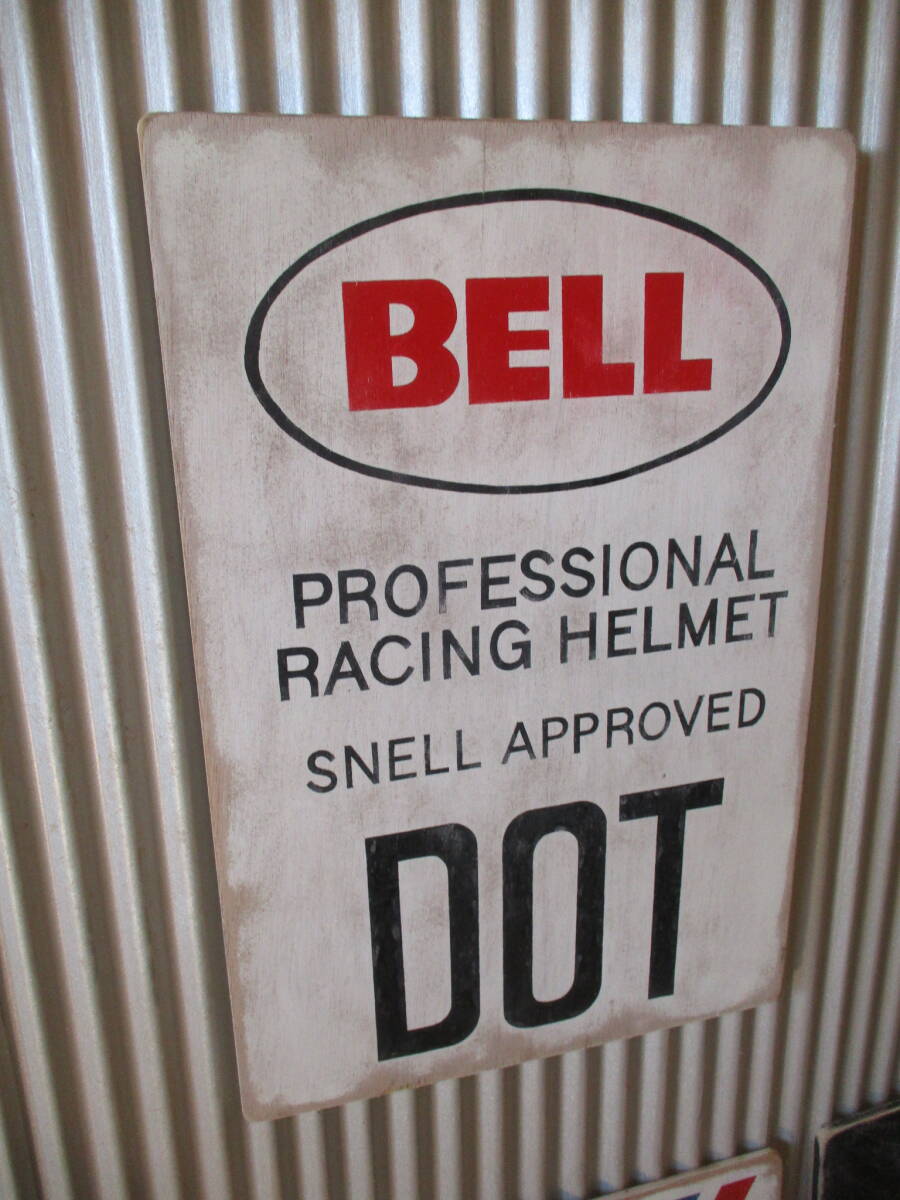 BELL
PROFESSIONAL
RACING HELMET
SNELL APPROVED
DOT